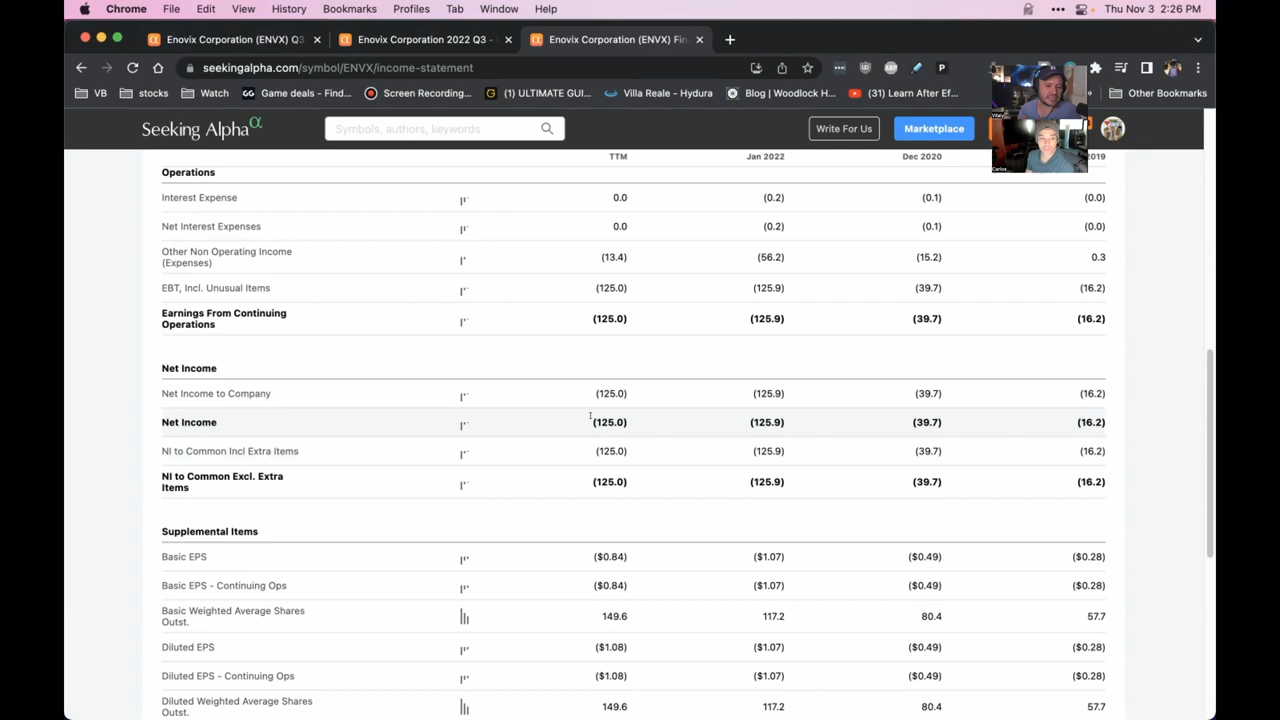 Chrome File Edit View History Bookmarks Profiles Tab Window Help Thu Nov 3 2:26 PM
Enovix Corporation (ENVX) Q3 Enovix Corporation 2022 Q3 - Enovix Corporation (ENVX) Fin
seekingalpha.com/symbol/ENVX/income-statement
VB stocks Watch Game deals - Find... Screen Recording... (1) ULTIMATE GUI... Villa Reale – Hydura Blog | Woodlock H... (31) Learn After Ef... Other Bookmarks
Seeking Alpha α Symbols, authors, keywords Write For Us Marketplace
Vitaly
Carlos
TTM Jan 2022 Dec 2020 2019
Operations
Interest Expense 0.0 (0.2) (0.1) (0.0)
Net Interest Expenses 0.0 (0.2) (0.1) (0.0)
Other Non Operating Income
(Expenses) (13.4) (56.2) (15.2) 0.3
EBT, Incl. Unusual Items (125.0) (125.9) (39.7) (16.2)
Earnings From Continuing
Operations (125.0) (125.9) (39.7) (16.2)
Net Income
Net Income to Company (125.0) (125.9) (39.7) (16.2)
Net Income (125.0) (125.9) (39.7) (16.2)
NI to Common Incl Extra Items (125.0) (125.9) (39.7) (16.2)
NI to Common Excl. Extra
Items (125.0) (125.9) (39.7) (16.2)
Supplemental Items
Basic EPS ($0.84) ($1.07) ($0.49) ($0.28)
Basic EPS - Continuing Ops ($0.84) ($1.07) ($0.49) ($0.28)
Basic Weighted Average Shares
Outst. 149.6 117.2 80.4 57.7
Diluted EPS ($1.08) ($1.07) ($0.49) ($0.28)
Diluted EPS - Continuing Ops ($1.08) ($1.07) ($0.49) ($0.28)
Diluted Weighted Average Shares
Outst. 149.6 117.2 80.4 57.7